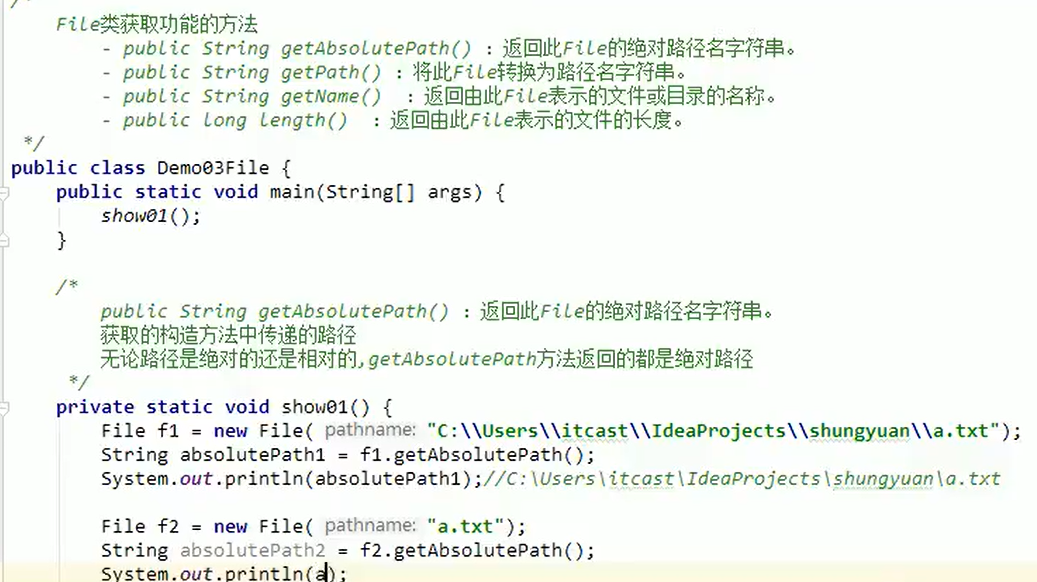 /*
File类获取功能的方法
- public String getAbsolutePath() ：返回此File的绝对路径名字符串。
- public String getPath() ：将此File转换为路径名字符串。
- public String getName()  ：返回由此File表示的文件或目录的名称。
- public long length()  ：返回由此File表示的文件的长度。
*/
public class Demo03File {
public static void main(String[] args) {
show01();
}
/*
public String getAbsolutePath() ：返回此File的绝对路径名字符串。
获取的构造方法中传递的路径
无论路径是绝对的还是相对的,getAbsolutePath方法返回的都是绝对路径
*/
private static void show01() {
File f1 = new File( pathname: "C:\\Users\\itcast\\IdeaProjects\\shungyuan\\a.txt");
String absolutePath1 = f1.getAbsolutePath();
System.out.println(absolutePath1);//C:\Users\itcast\IdeaProjects\shungyuan\a.txt
File f2 = new File( pathname: "a.txt");
String absolutePath2 = f2.getAbsolutePath();
System.out.println(a);